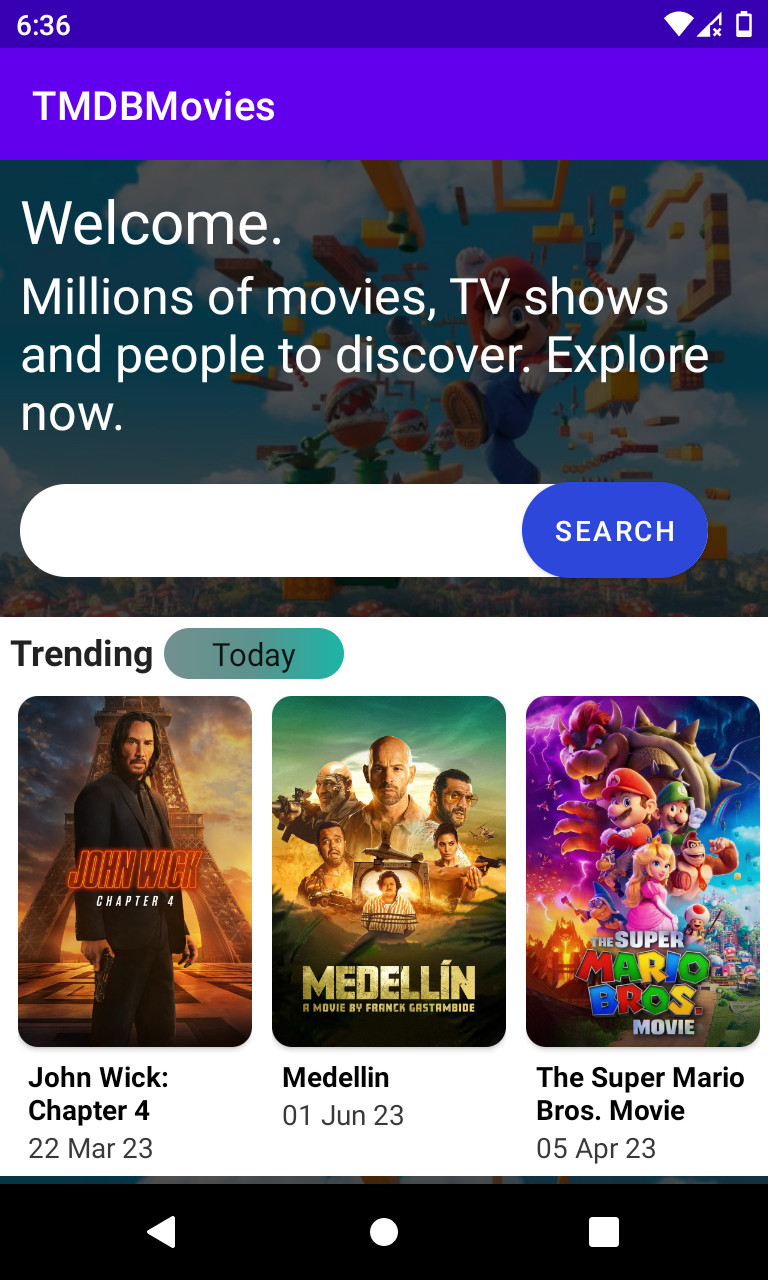 6:36
TMDBMovies
Welcome.
Millions of movies, TV shows
and people to discover. Explore
now.
SEARCH
Trending
Today
JOHN WICK
CHAPTER 4
MEDELLÍN
A MOVIE BY FRANCK GASTAMBIDE
THE SUPER
MARIO
BROS.
MOVIE
John Wick:
Chapter 4
22 Mar 23
Medellin
01 Jun 23
The Super Mario
Bros. Movie
05 Apr 23